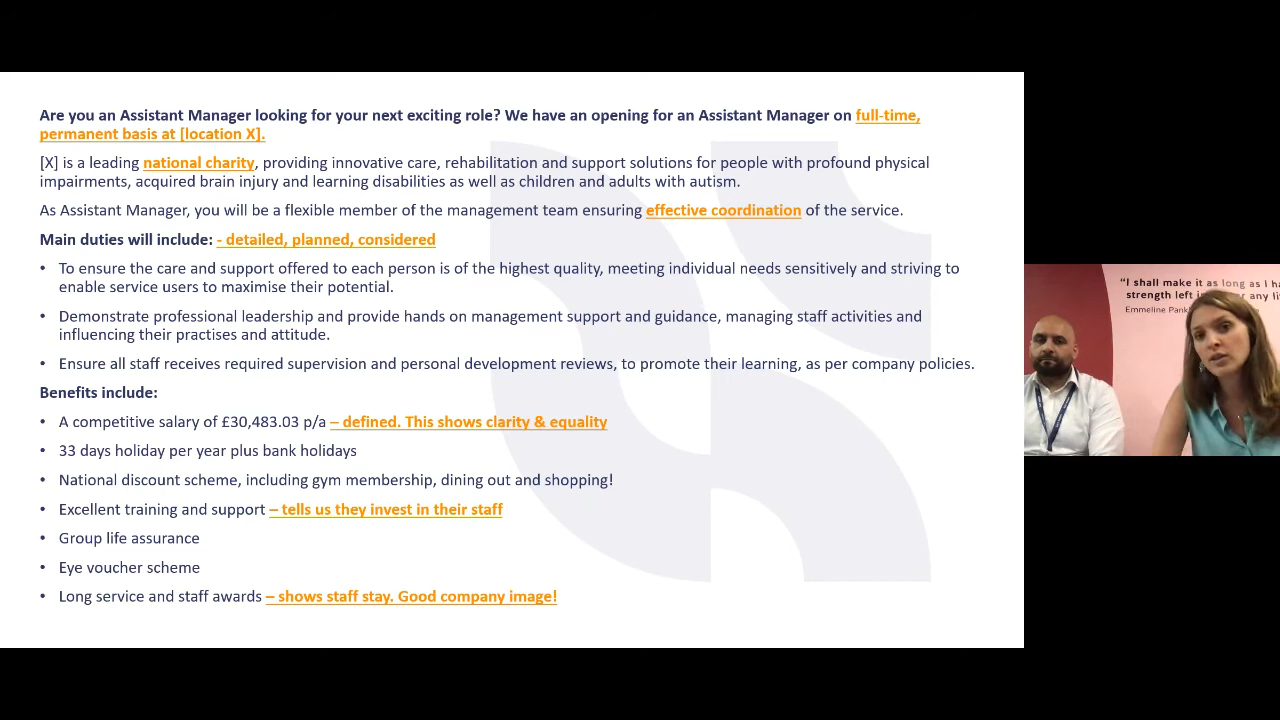 Are you an Assistant Manager looking for your next exciting role? We have an opening for an Assistant Manager on full-time,
permanent basis at [location X].
[X] is a leading national charity, providing innovative care, rehabilitation and support solutions for people with profound physical
impairments, acquired brain injury and learning disabilities as well as children and adults with autism.
As Assistant Manager, you will be a flexible member of the management team ensuring effective coordination of the service.
Main duties will include: - detailed, planned, considered
• To ensure the care and support offered to each person is of the highest quality, meeting individual needs sensitively and striving to
enable service users to maximise their potential.
• Demonstrate professional leadership and provide hands on management support and guidance, managing staff activities and
influencing their practises and attitude.
• Ensure all staff receives required supervision and personal development reviews, to promote their learning, as per company policies.
Benefits include:
• A competitive salary of £30,483.03 p/a – defined. This shows clarity & equality
• 33 days holiday per year plus bank holidays
• National discount scheme, including gym membership, dining out and shopping!
• Excellent training and support – tells us they invest in their staff
• Group life assurance
• Eye voucher scheme
• Long service and staff awards – shows staff stay. Good company image!
"I shall make it as long as I
strength left any
Emmeline